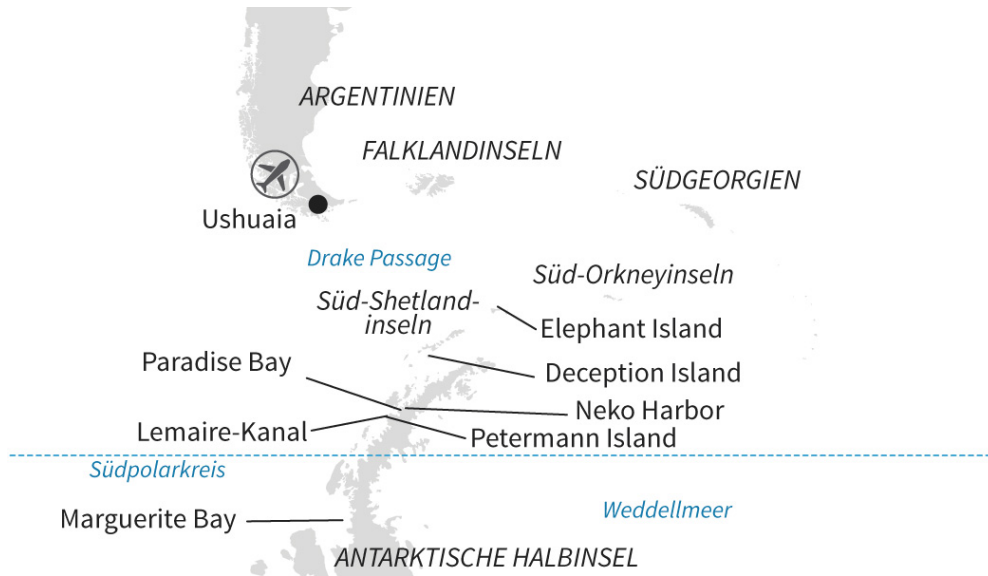 ARGENTINIEN
FALKLANDINSELN
SÜDGEORGIEN
Ushuaia
Drake Passage
Süd-Orkneyinseln
Süd-Shetland-
inseln
Elephant Island
Paradise Bay
Deception Island
Neko Harbor
Lemaire-Kanal
Petermann Island
Südpolarkreis
Weddellmeer
Marguerite Bay
ANTARKTISCHE HALBINSEL